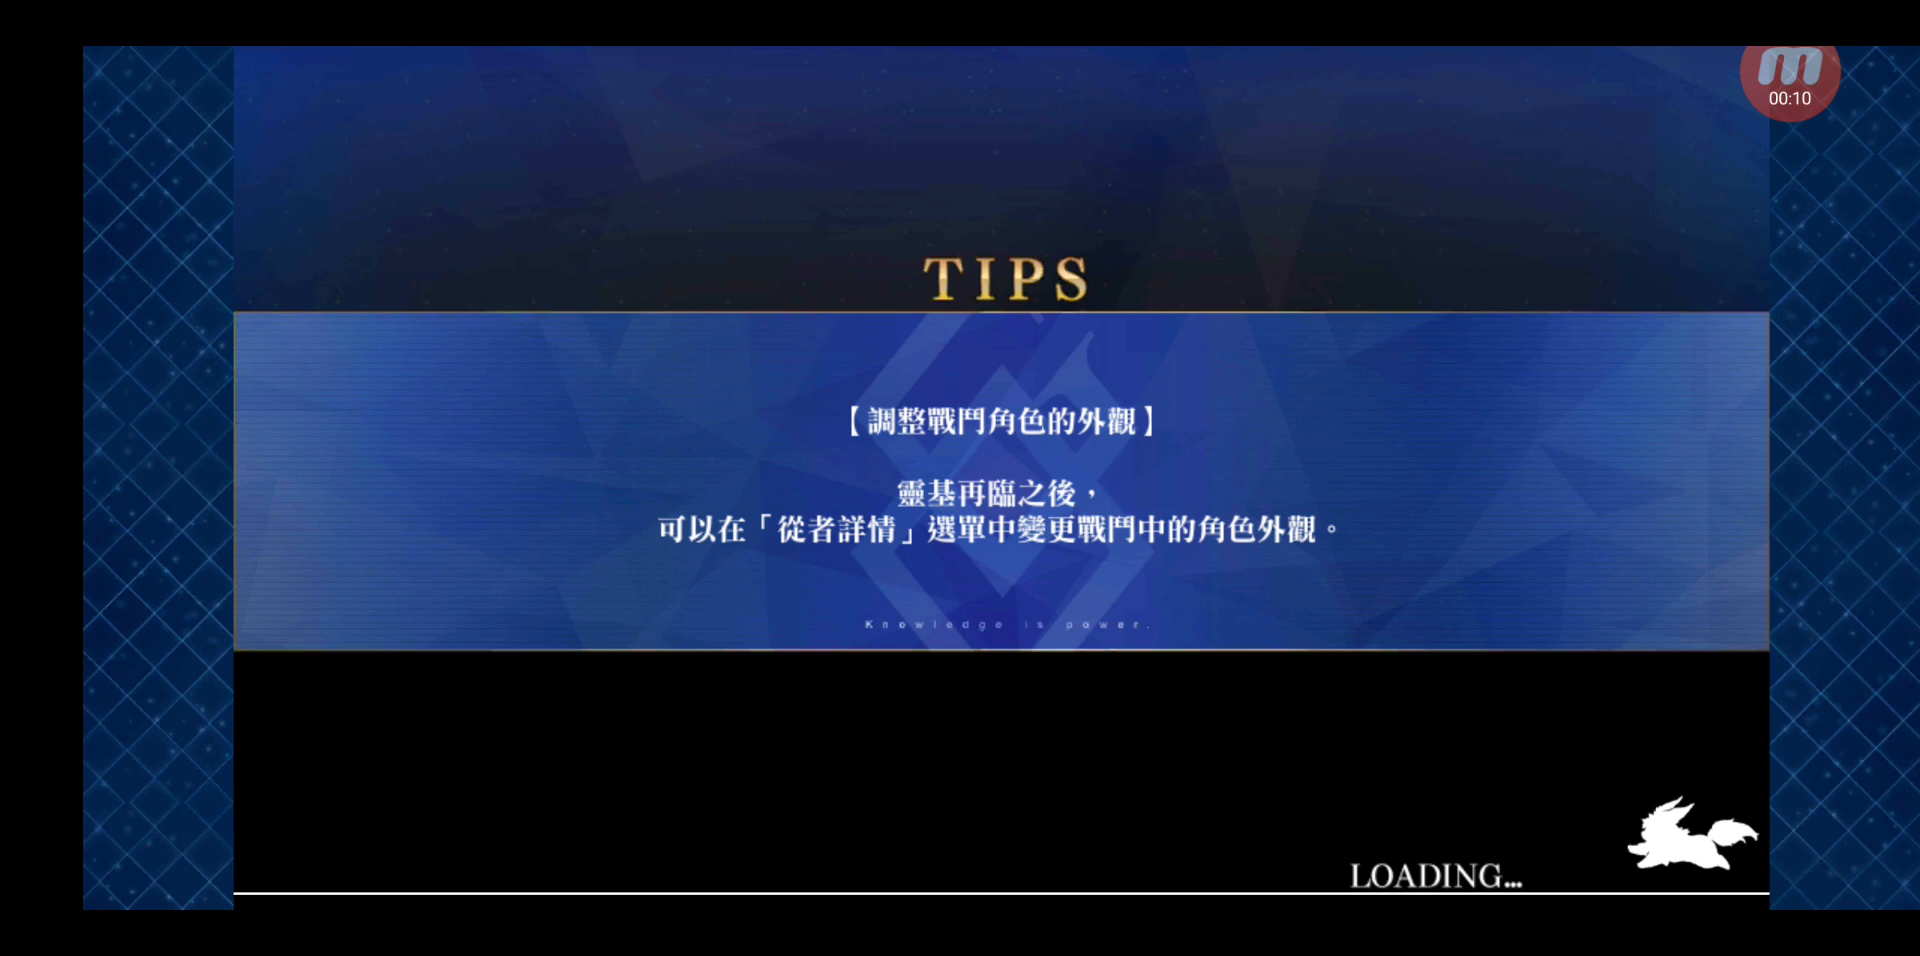 m
00:10
TIPS
【調整戰鬥角色的外觀】
靈基再臨之後，
可以在「從者詳情」選單中變更戰鬥中的角色外觀。
Knowledge is power.
LOADING...